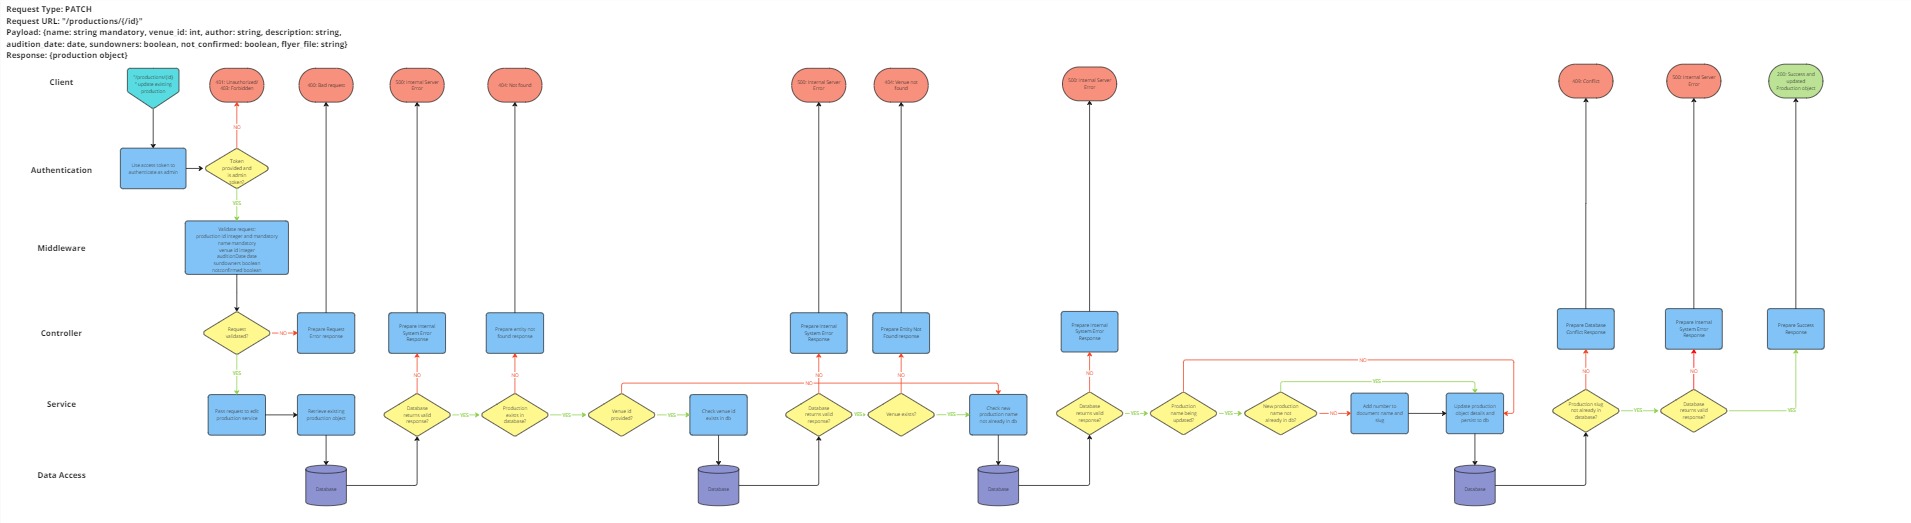 Request Type: PATCH
Request URL: "/productions/{/id}"
Payload: {name: string mandatory, venue_id: int, author: string, description: string,
audition_date: date, sundowners: boolean, not_confirmed: boolean, flyer_file: string}
Response: {production object}
Client
"/productions/{id}
" update existing
production
401: Unauthorized/
403: Forbidden
400: Bad request
500: Internal Server
Error
404: Not found
500: Internal Server
Error
404: Venue not
found
500: Internal Server
Error
409: Conflict
500: Internal Server
Error
200: Success and
updated
Production object
NO
Authentication
Use access token to
authenticate as admin
Token
provided and
is admin
token?
YES
Middleware
Validate request:
production id integer and mandatory
name mandatory
venue id integer
auditionDate date
sundowners boolean
notconfirmed boolean
Controller
Request
validated?
NO
Prepare Request
Error response
Prepare Internal
System Error
Response
Prepare entity not
found response
Prepare Internal
System Error
Response
Prepare Entity Not
Found response
Prepare Internal
System Error
Response
Prepare Database
Conflict Response
Prepare Internal
System Error
Response
Prepare Success
Response
YES
NO
NO
NO
NO
NO
NO
NO
YES
NO
NO
Service
Pass request to edit
production service
Retrieve existing
production object
Database
returns valid
response?
YES
Production
exists in
database?
YES
Venue id
provided?
YES
Check venue id
exists in db
Database
returns valid
response?
YES
Venue exists?
YES
Check new
production name
not already in db
Database
returns valid
response?
YES
Production
name being
updated?
YES
New production
name not
already in db?
NO
Add number to
document name and
slug
Update production
object details and
persist to db
Production slug
not already in
database?
YES
Database
returns valid
response?
YES
Data Access
Database
Database
Database
Database